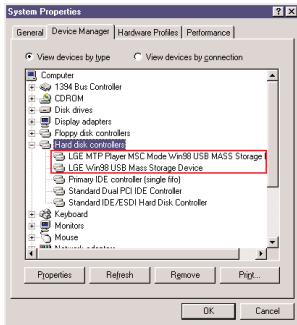 System Properties
General Device Manager Hardware Profiles Performance
View devices by type View devices by connection
Computer
1394 Bus Controller
CDROM
Disk drives
Display adapters
Floppy disk controllers
Hard disk controllers
LGE MTP Player MSC Mode Win98 USB MASS Storage
LGE Win98 USB Mass Storage Device
Primary IDE controller (single fifo)
Standard Dual PCI IDE Controller
Standard IDE/ESDI Hard Disk Controller
Keyboard
Monitors
Mouse
Network adapters
Properties Refresh Remove Print...
OK Cancel